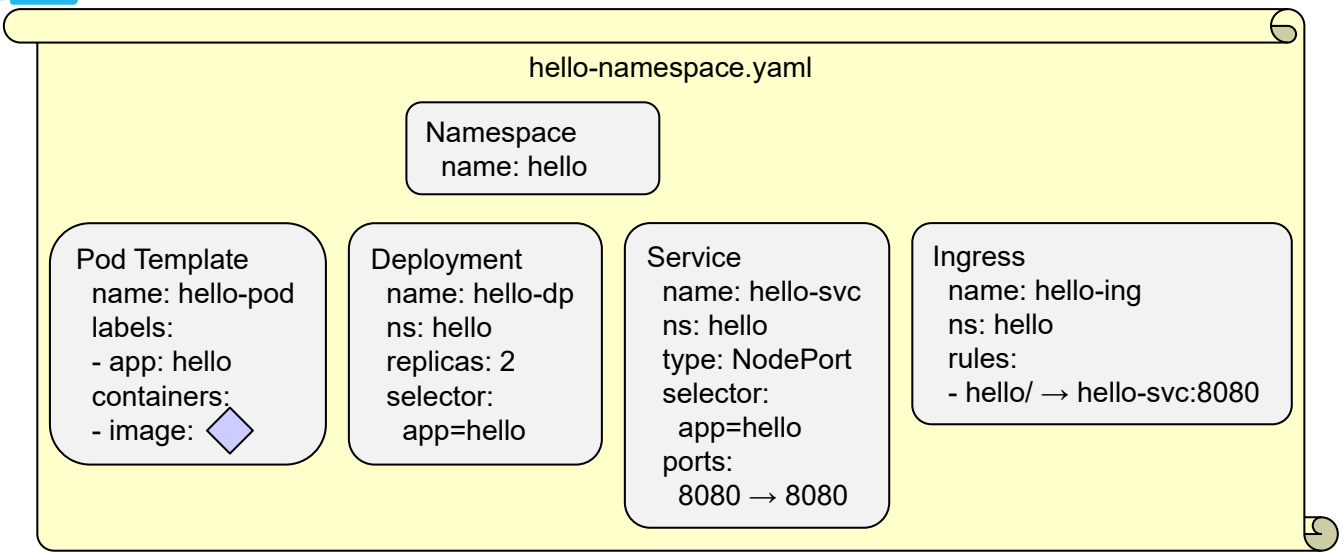 hello-namespace.yaml
Namespace
name: hello
Pod Template
name: hello-pod
labels:
- app: hello
containers:
- image:
Deployment
name: hello-dp
ns: hello
replicas: 2
selector:
app=hello
Service
name: hello-svc
ns: hello
type: NodePort
selector:
app=hello
ports:
8080 → 8080
Ingress
name: hello-ing
ns: hello
rules:
- hello/ → hello-svc:8080